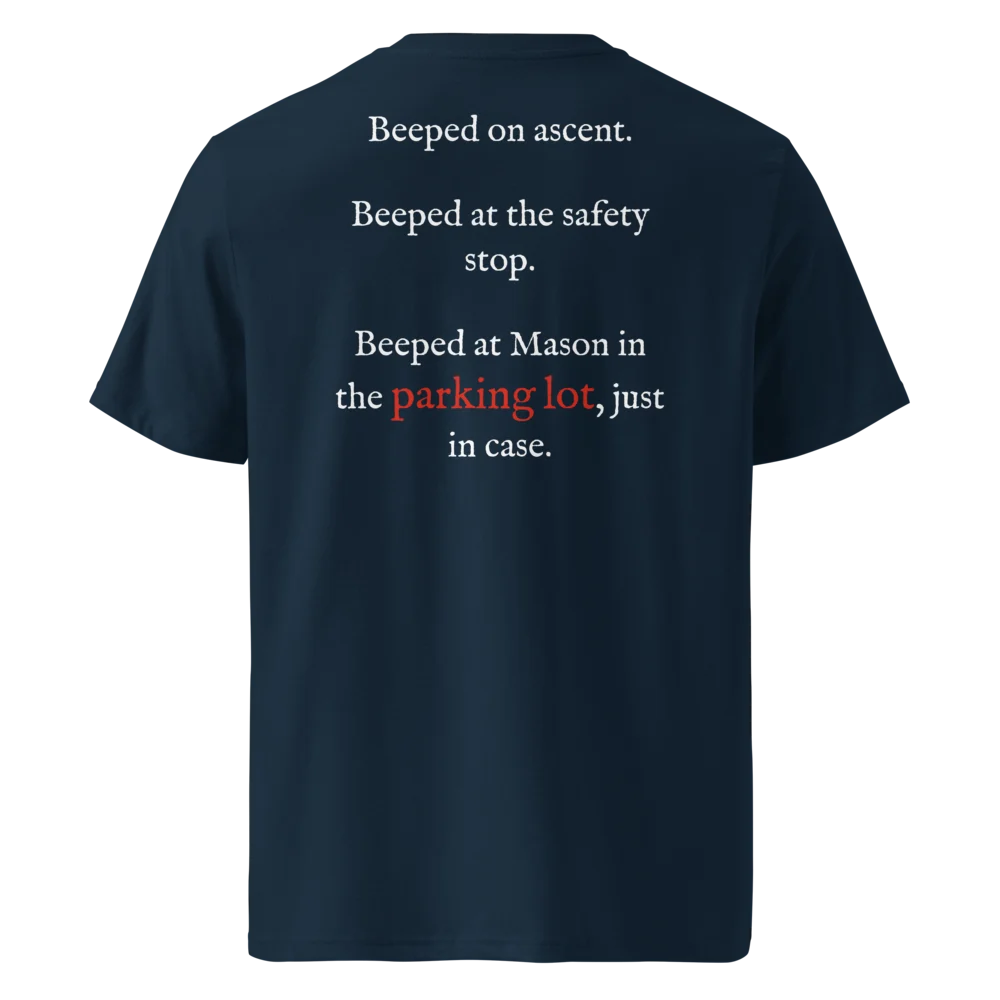 Beeped on ascent.
Beeped at the safety
stop.
Beeped at Mason in
the parking lot, just
in case.